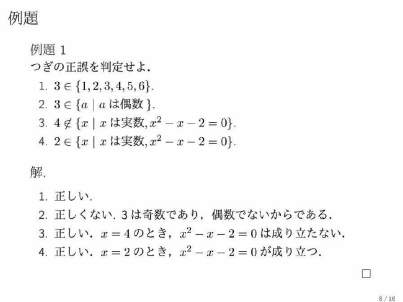 例題
例題 1
つぎの正誤を判定せよ.
1. 3 ∈ {1, 2, 3, 4, 5, 6}.
2. 3 ∈ {a | a は偶数 }.
3. 4 ∉ {x | x は実数, x² − x − 2 = 0}.
4. 2 ∈ {x | x は実数, x² − x − 2 = 0}.
解.
1. 正しい.
2. 正しくない. 3 は奇数であり，偶数でないからである.
3. 正しい. x = 4 のとき，x² − x − 2 = 0 は成り立たない.
4. 正しい. x = 2 のとき，x² − x − 2 = 0 が成り立つ.
□
8 / 16